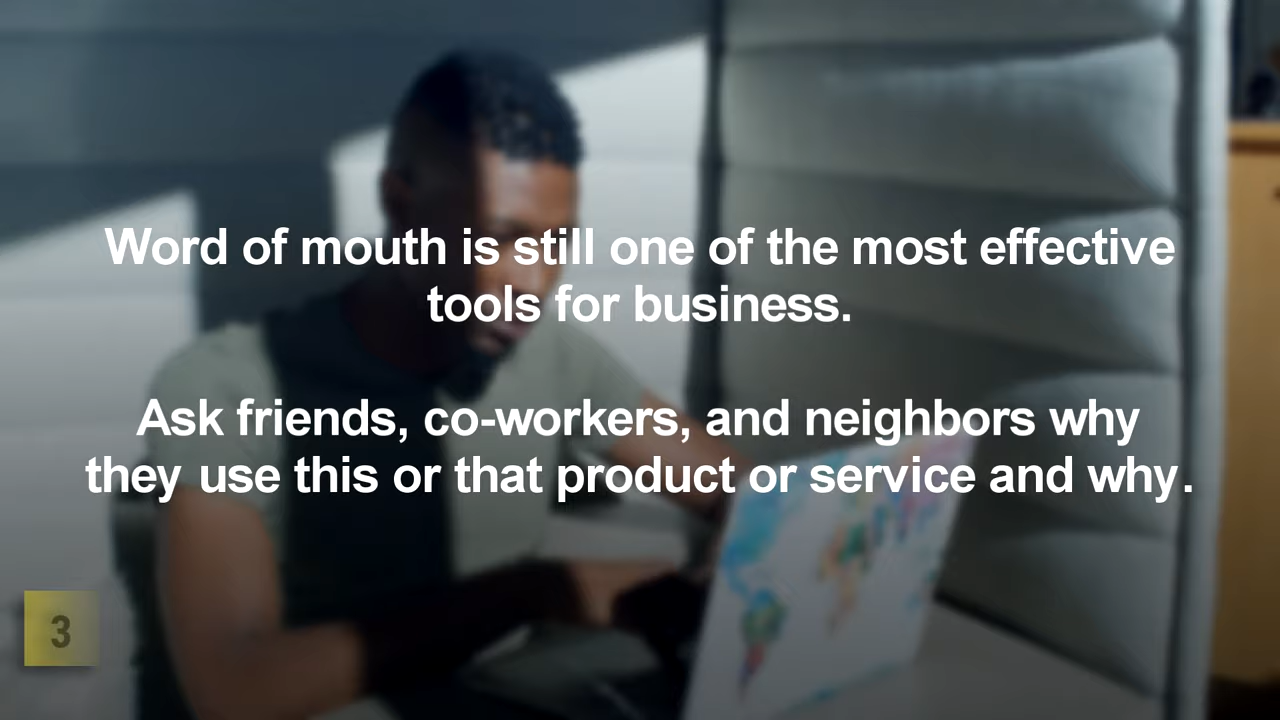 Word of mouth is still one of the most effective
tools for business.
Ask friends, co-workers, and neighbors why
they use this or that product or service and why.
3